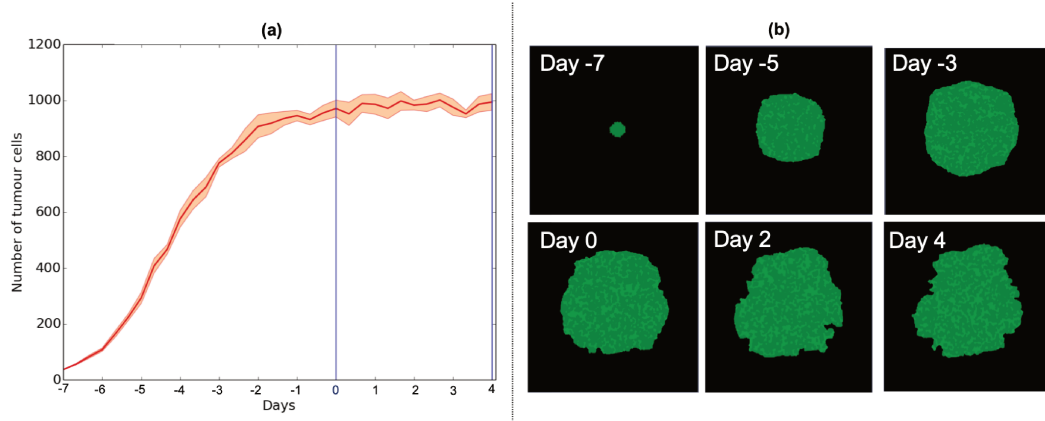 (a)
1200
1000
800
600
400
200
0
Number of tumour cells
-7 -6 -5 -4 -3 -2 -1 0 1 2 3 4
Days
(b)
Day -7 Day -5 Day -3
Day 0 Day 2 Day 4